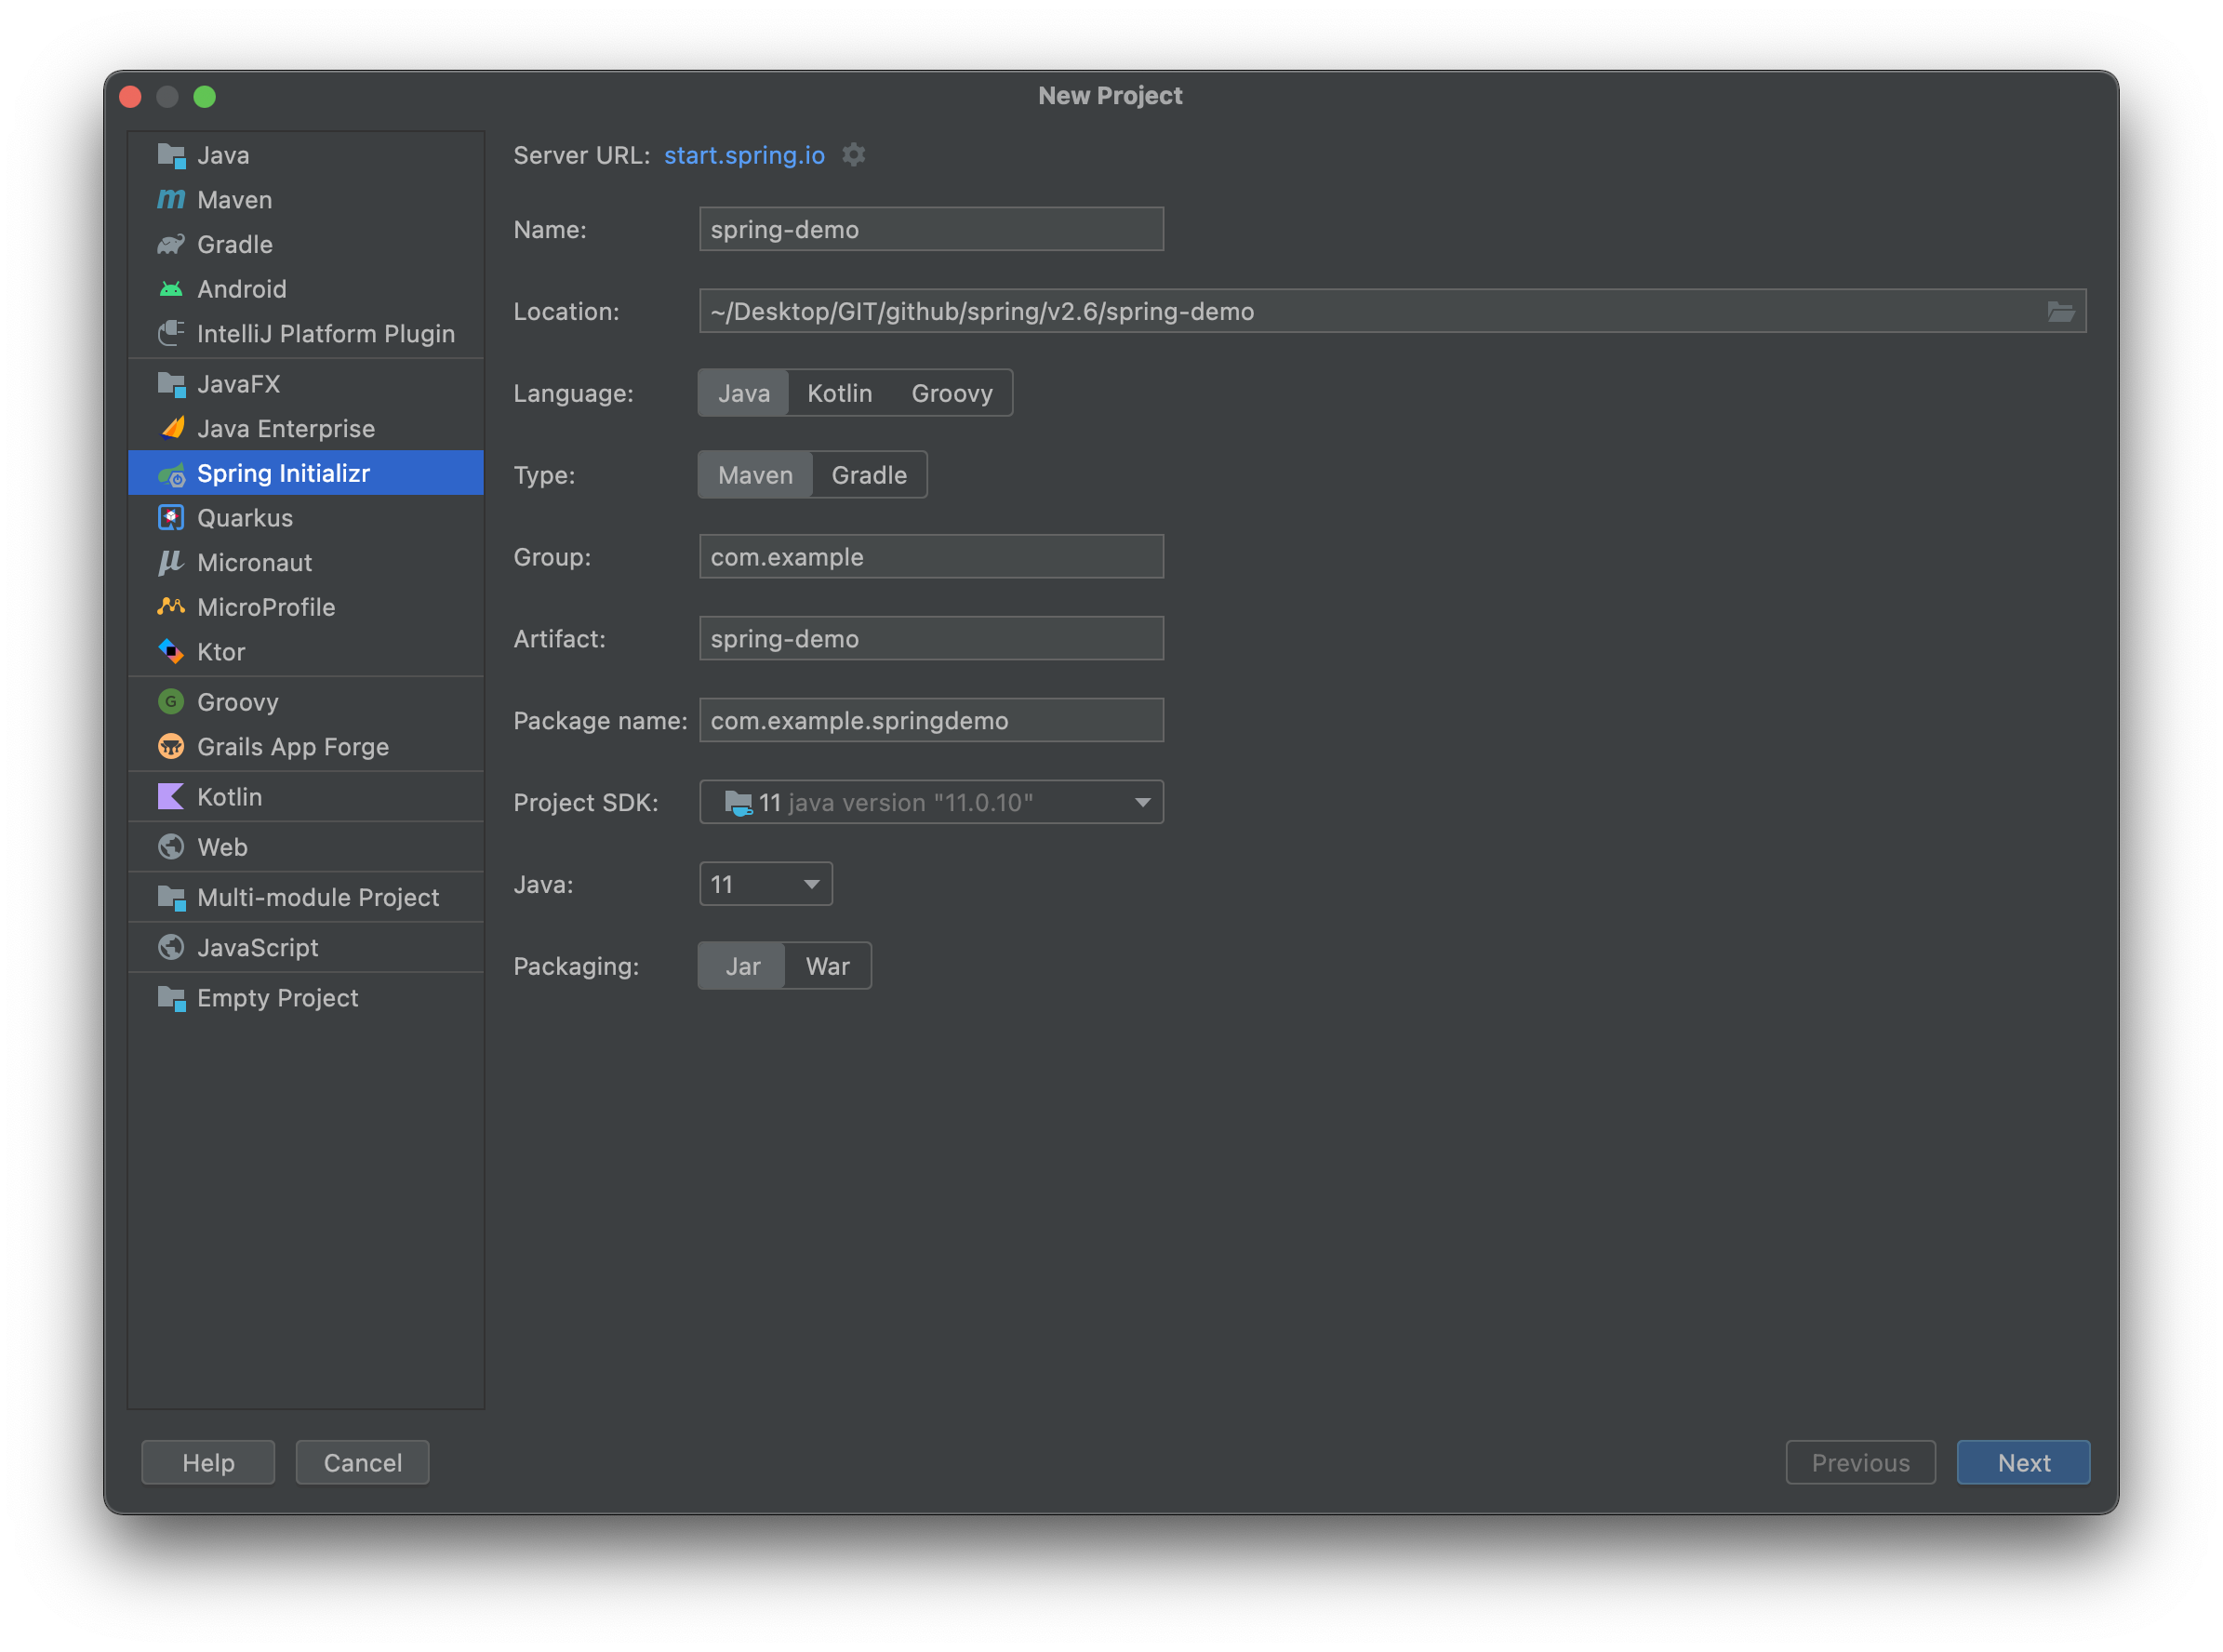 New Project
Java
Maven
Gradle
Android
IntelliJ Platform Plugin
JavaFX
Java Enterprise
Spring Initializr
Quarkus
Micronaut
MicroProfile
Ktor
Groovy
Grails App Forge
Kotlin
Web
Multi-module Project
JavaScript
Empty Project
Server URL: start.spring.io
Name: spring-demo
Location: ~/Desktop/GIT/github/spring/v2.6/spring-demo
Language: Java Kotlin Groovy
Type: Maven Gradle
Group: com.example
Artifact: spring-demo
Package name: com.example.springdemo
Project SDK: 11 java version "11.0.10"
Java: 11
Packaging: Jar War
Help Cancel Previous Next